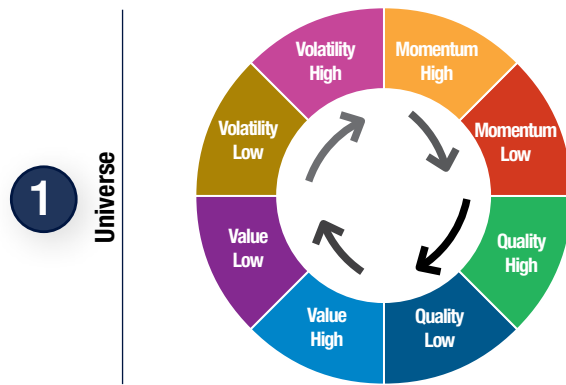 1
Universe
Volatility
High
Momentum
High
Momentum
Low
Quality
High
Quality
Low
Value
High
Value
Low
Volatility
Low